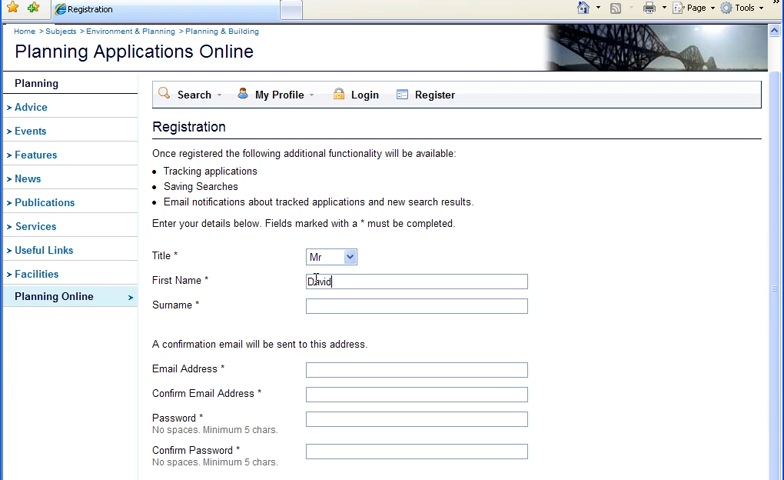 Registration
Page
Tools
Home > Subjects > Environment & Planning > Planning & Building
Planning Applications Online
Planning
> Advice
> Events
> Features
> News
> Publications
> Services
> Useful Links
> Facilities
Planning Online >
Search
My Profile
Login
Register
Registration
Once registered the following additional functionality will be available:
• Tracking applications
• Saving Searches
• Email notifications about tracked applications and new search results.
Enter your details below. Fields marked with a * must be completed.
Title * Mr
First Name * David
Surname *
A confirmation email will be sent to this address.
Email Address *
Confirm Email Address *
Password *
No spaces. Minimum 5 chars.
Confirm Password *
No spaces. Minimum 5 chars.